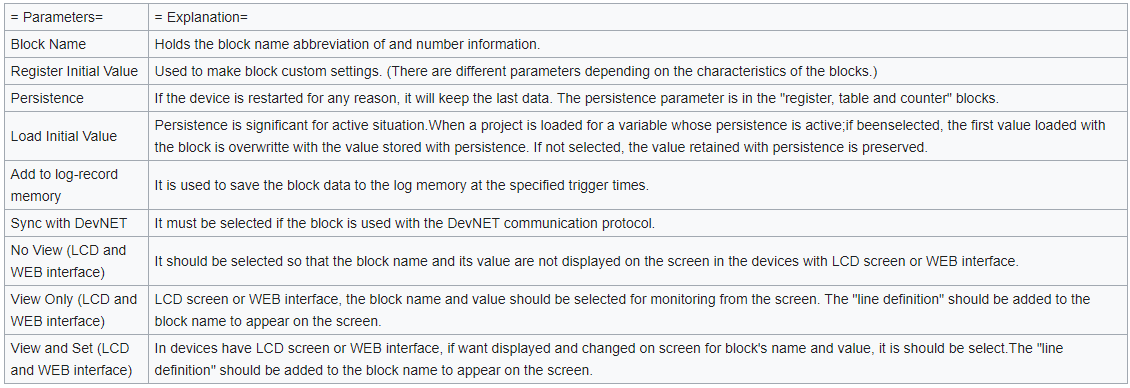 = Parameters=
= Explanation=
Block Name
Holds the block name abbreviation of and number information.
Register Initial Value
Used to make block custom settings. (There are different parameters depending on the characteristics of the blocks.)
Persistence
If the device is restarted for any reason, it will keep the last data. The persistence parameter is in the "register, table and counter" blocks.
Load Initial Value
Persistence is significant for active situation.When a project is loaded for a variable whose persistence is active;if beenselected, the first value loaded with
the block is overwritte with the value stored with persistence. If not selected, the value retained with persistence is preserved.
Add to log-record
memory
It is used to save the block data to the log memory at the specified trigger times.
Sync with DevNET
It must be selected if the block is used with the DevNET communication protocol.
No View (LCD and
WEB interface)
It should be selected so that the block name and its value are not displayed on the screen in the devices with LCD screen or WEB interface.
View Only (LCD and
WEB interface)
LCD screen or WEB interface, the block name and value should be selected for monitoring from the screen. The "line definition" should be added to the
block name to appear on the screen.
View and Set (LCD
and WEB interface)
In devices have LCD screen or WEB interface, if want displayed and changed on screen for block's name and value, it is should be select.The "line
definition" should be added to the block name to appear on the screen.